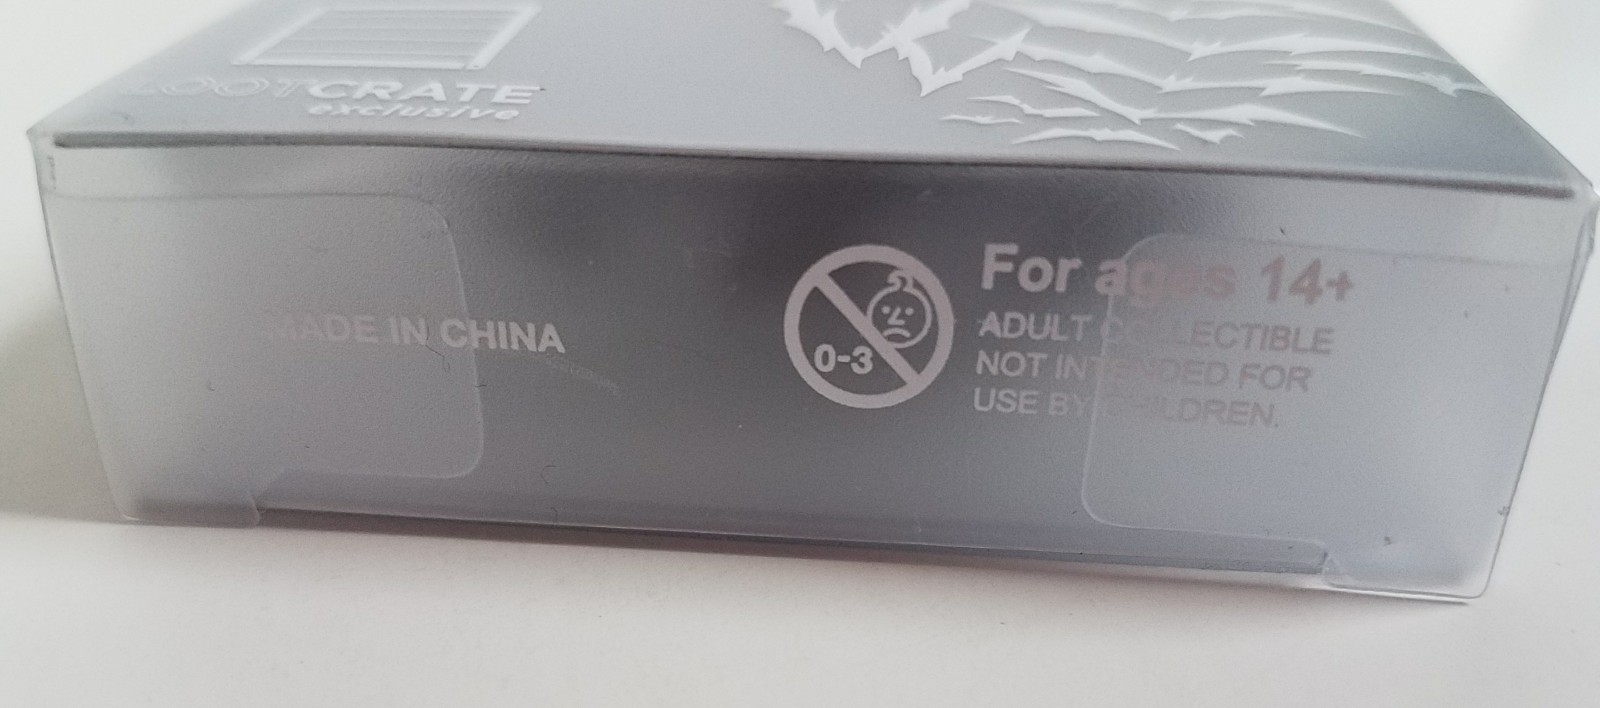 LOOTCRATE
exclusive
MADE IN CHINA
0-3
For ages 14+
ADULT COLLECTIBLE
NOT INTENDED FOR
USE BY CHILDREN.